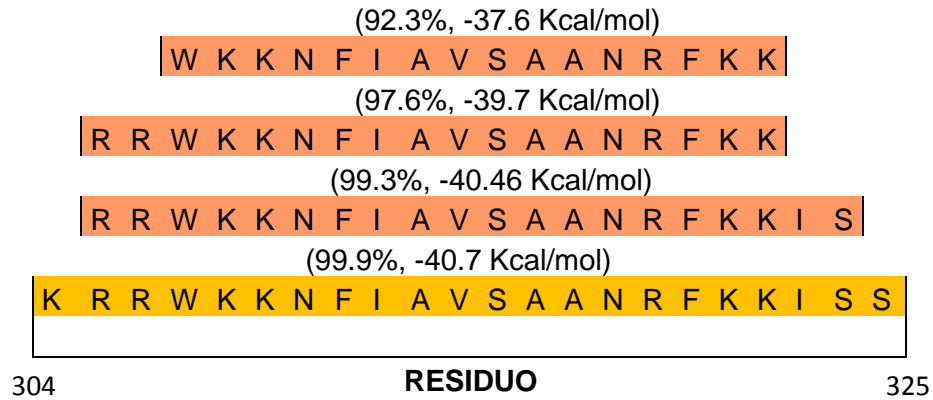 (92.3%, -37.6 Kcal/mol)
W K K N F I A V S A A N R F K K
(97.6%, -39.7 Kcal/mol)
R R W K K N F I A V S A A N R F K K
(99.3%, -40.46 Kcal/mol)
R R W K K N F I A V S A A N R F K K I S
(99.9%, -40.7 Kcal/mol)
K R R W K K N F I A V S A A N R F K K I S S
304 RESIDUO 325